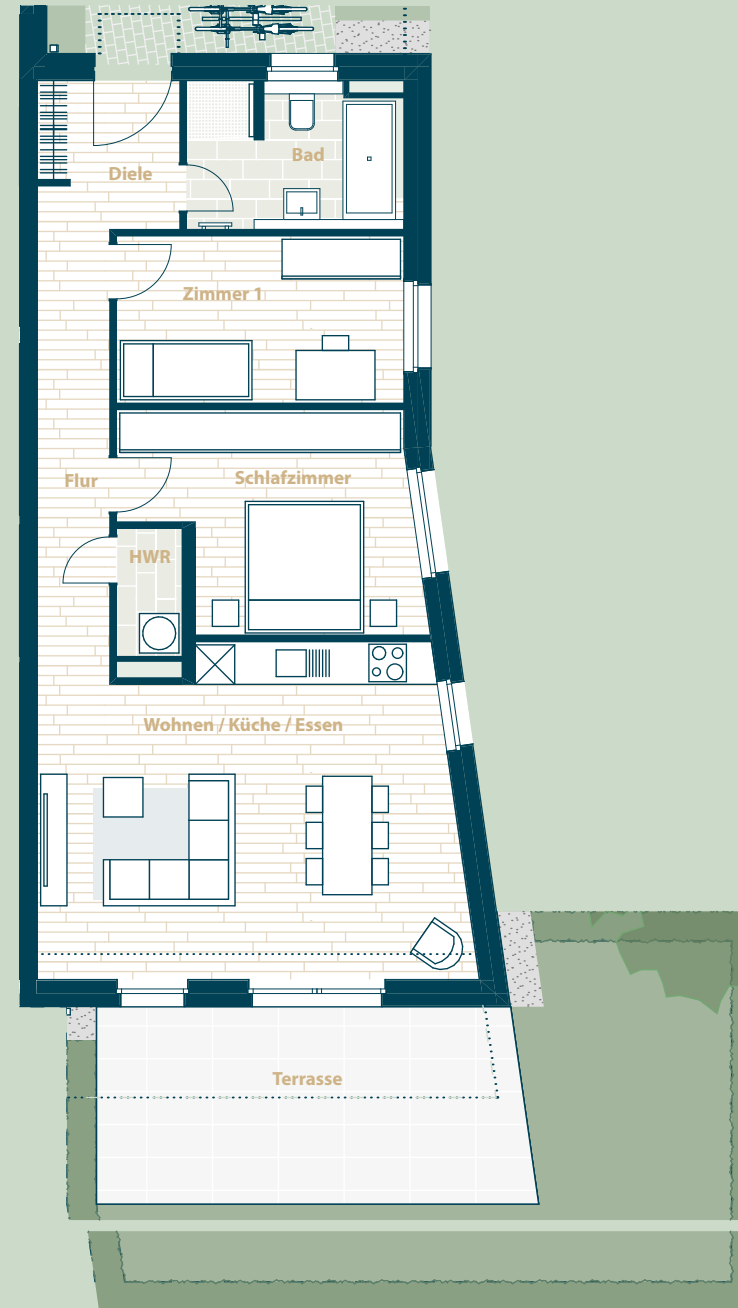 Bad
Diele
Zimmer 1
Flur
Schlafzimmer
HWR
Wohnen / Küche / Essen
Terrasse